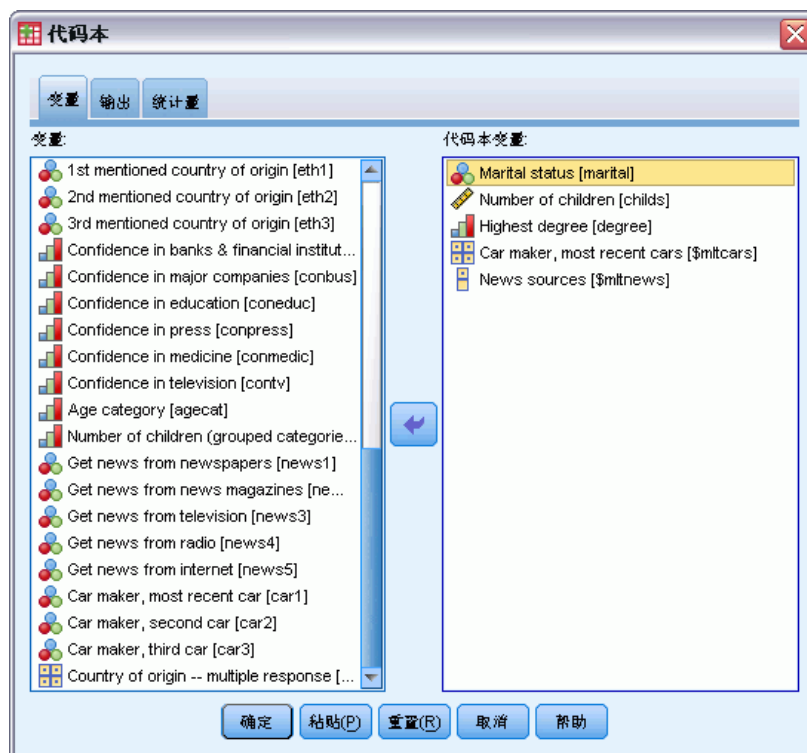 代码本
变量 输出 统计量
变量:
1st mentioned country of origin [eth1]
2nd mentioned country of origin [eth2]
3rd mentioned country of origin [eth3]
Confidence in banks & financial institut...
Confidence in major companies [conbus]
Confidence in education [coneduc]
Confidence in press [conpress]
Confidence in medicine [conmedic]
Confidence in television [contv]
Age category [agecat]
Number of children (grouped categorie...
Get news from newspapers [news1]
Get news from news magazines [ne...
Get news from television [news3]
Get news from radio [news4]
Get news from internet [news5]
Car maker, most recent car [car1]
Car maker, second car [car2]
Car maker, third car [car3]
Country of origin -- multiple response [...
代码本变量:
Marital status [marital]
Number of children [childs]
Highest degree [degree]
Car maker, most recent cars [$mltcars]
News sources [$mltnews]
确定 粘贴(P) 重置(R) 取消 帮助